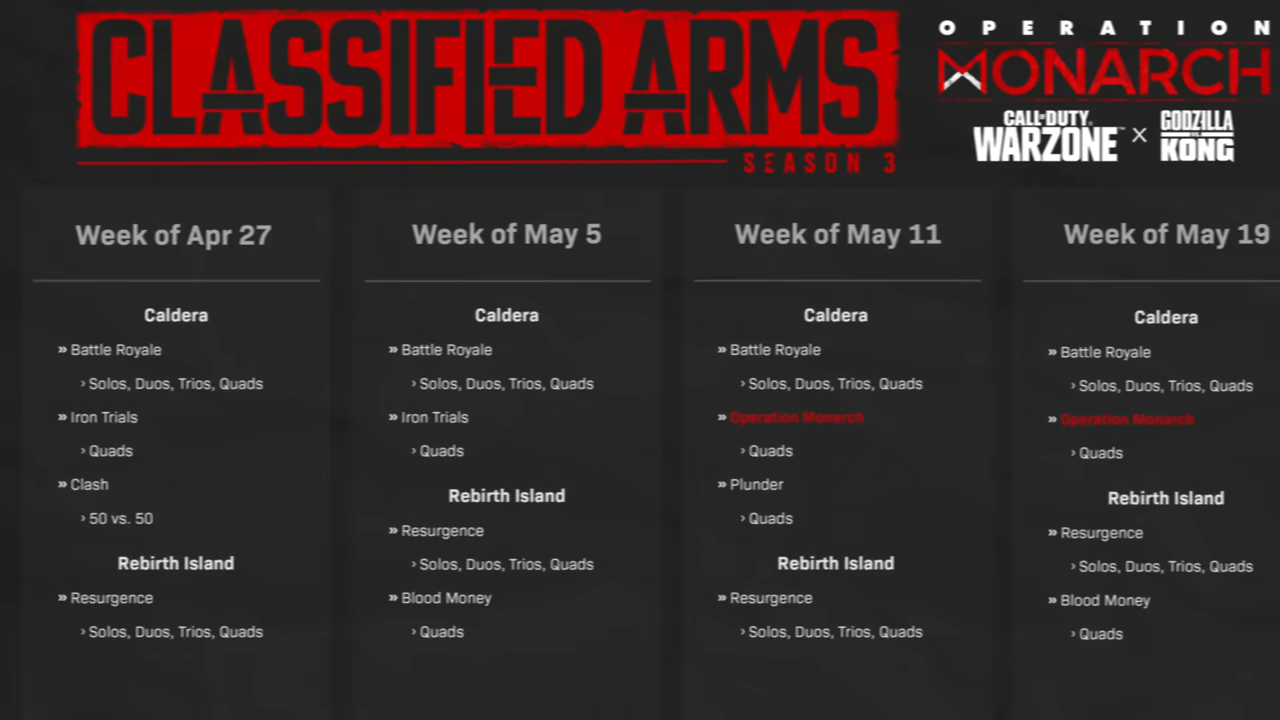 CLASSIFIED ARMS
SEASON 3
OPERATION
MONARCH
CALL OF DUTY
WARZONE™ × GODZILLA VS. KONG
Week of Apr 27
Caldera
» Battle Royale
› Solos, Duos, Trios, Quads
» Iron Trials
› Quads
» Clash
› 50 vs. 50
Rebirth Island
» Resurgence
› Solos, Duos, Trios, Quads
Week of May 5
Caldera
» Battle Royale
› Solos, Duos, Trios, Quads
» Iron Trials
› Quads
Rebirth Island
» Resurgence
› Solos, Duos, Trios, Quads
» Blood Money
› Quads
Week of May 11
Caldera
» Battle Royale
› Solos, Duos, Trios, Quads
» Operation Monarch
› Quads
» Plunder
› Quads
Rebirth Island
» Resurgence
› Solos, Duos, Trios, Quads
Week of May 19
Caldera
» Battle Royale
› Solos, Duos, Trios, Quads
» Operation Monarch
› Quads
Rebirth Island
» Resurgence
› Solos, Duos, Trios, Quads
» Blood Money
› Quads